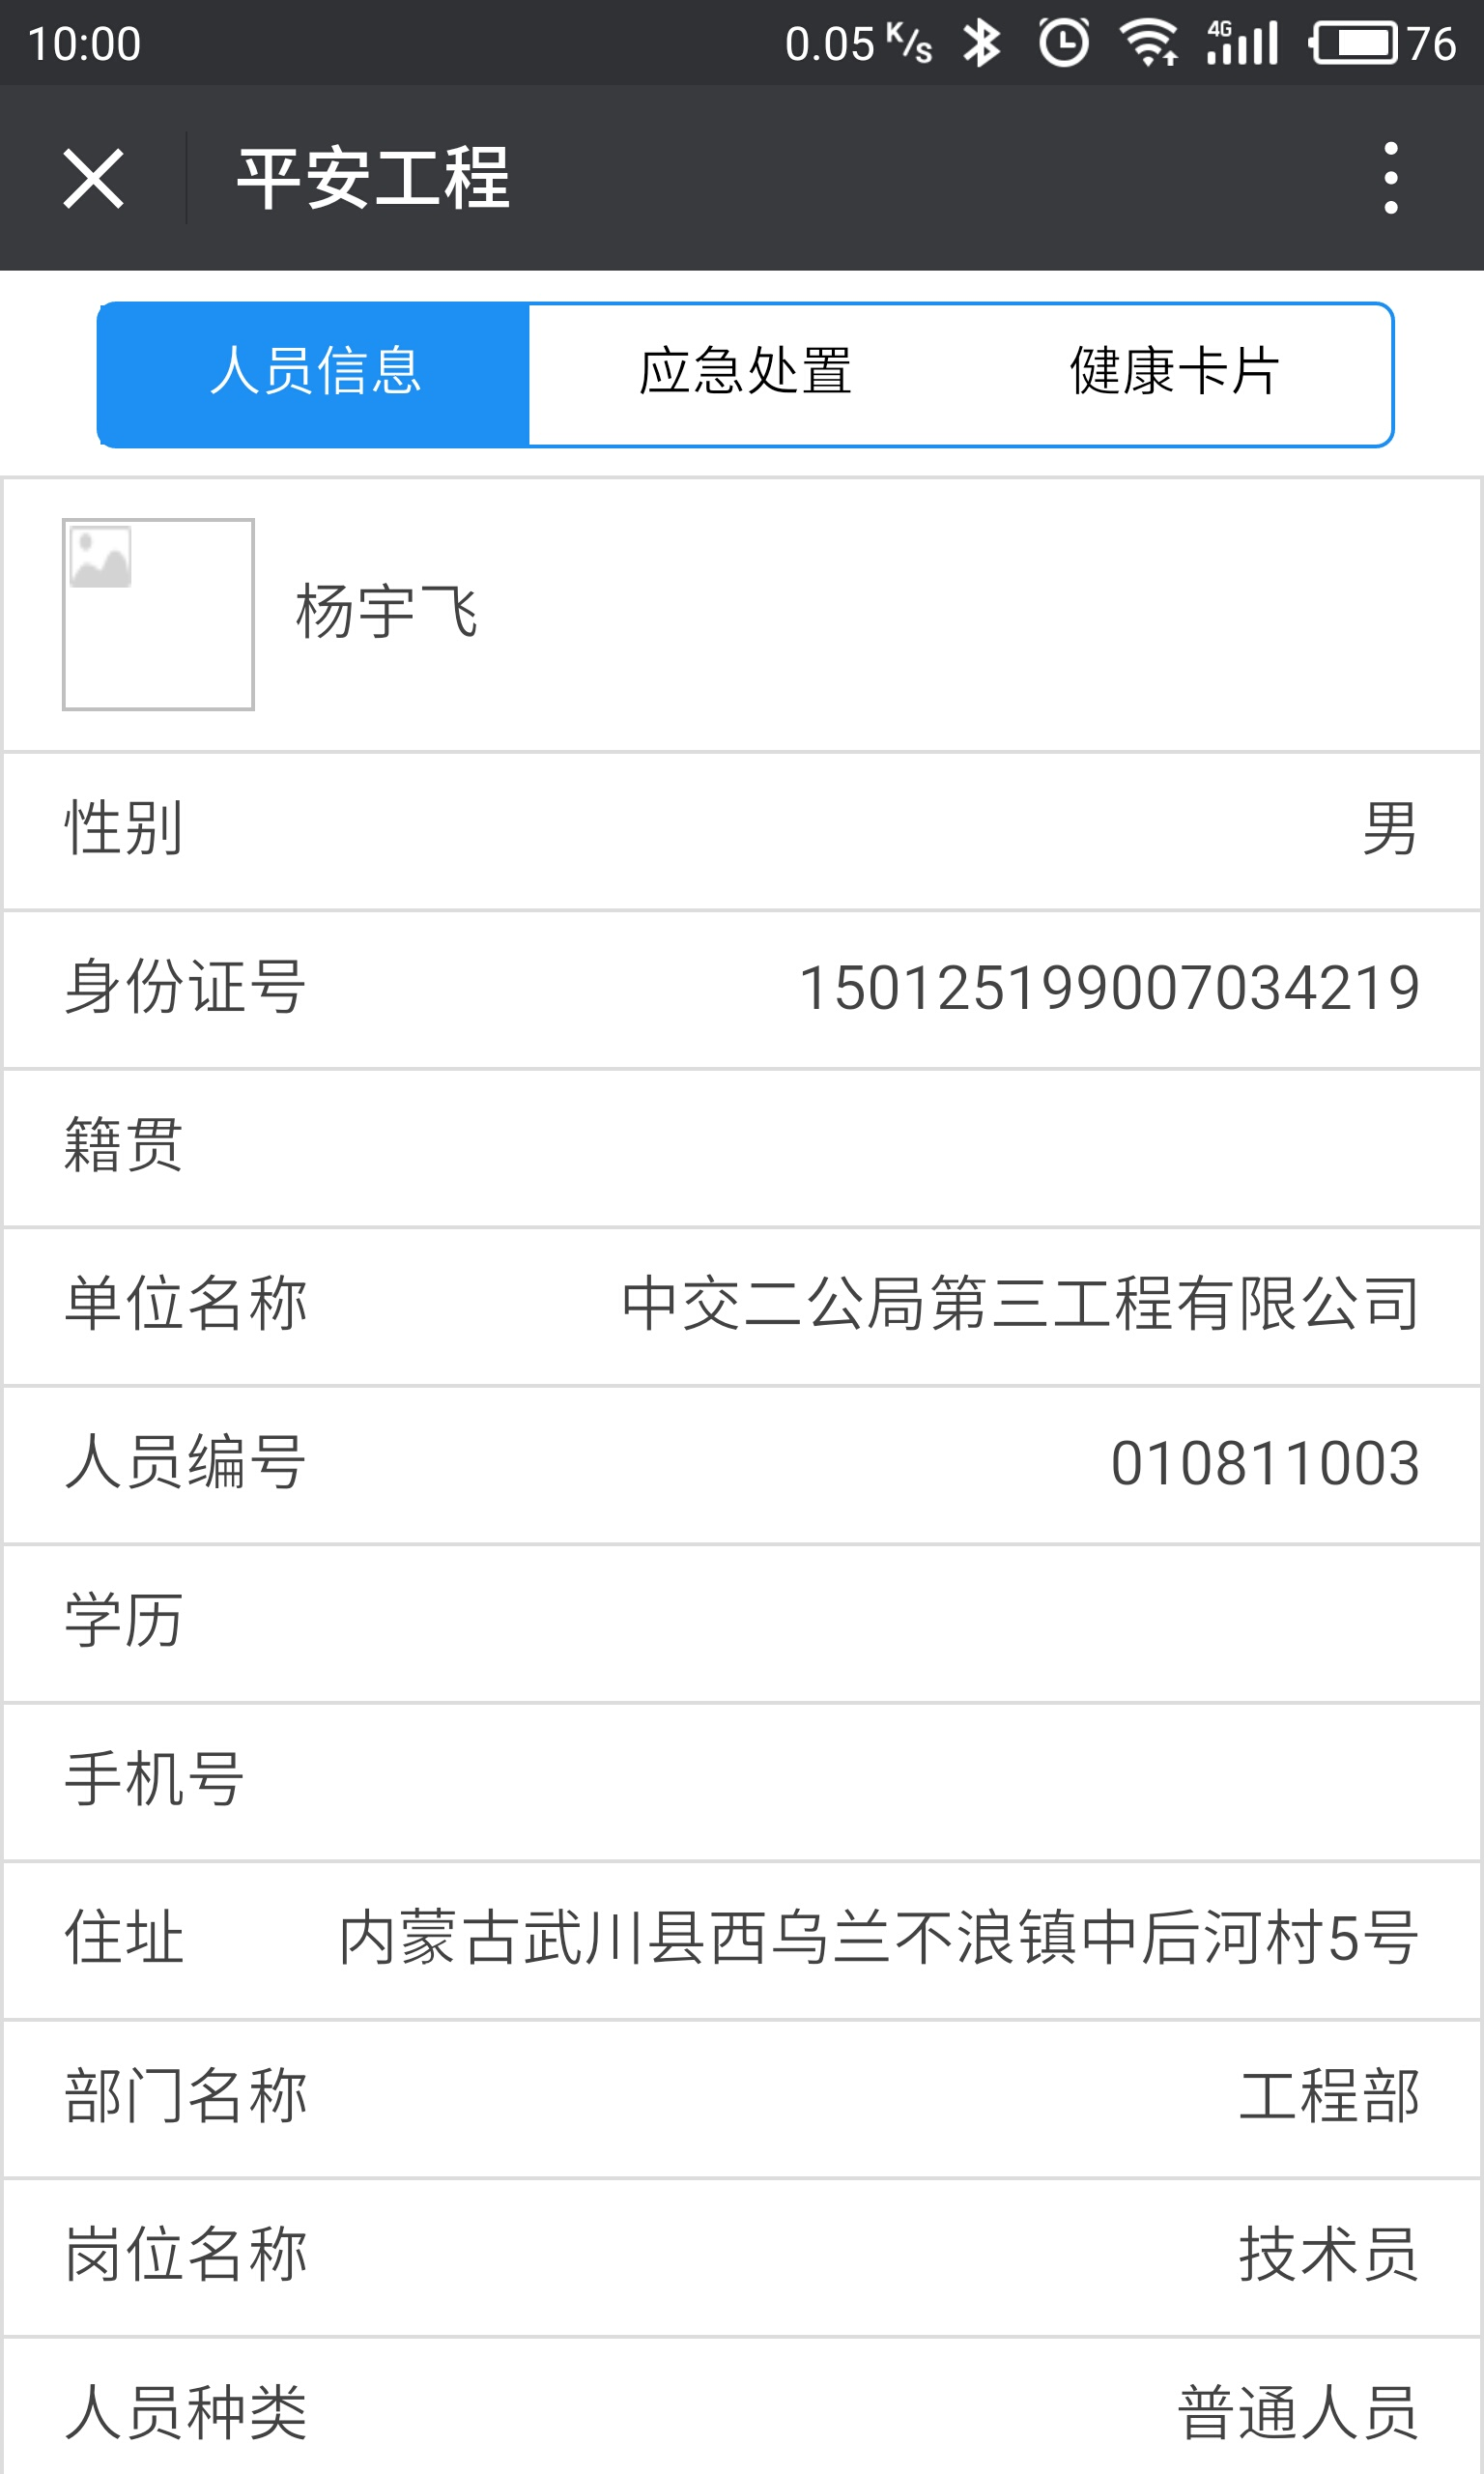 10:00 0.05 K/s 4G 76
平安工程
人员信息 应急处置 健康卡片
杨宇飞
性别 男
身份证号 150125199007034219
籍贯
单位名称 中交二公局第三工程有限公司
人员编号 010811003
学历
手机号
住址 内蒙古武川县西乌兰不浪镇中后河村5号
部门名称 工程部
岗位名称 技术员
人员种类 普通人员